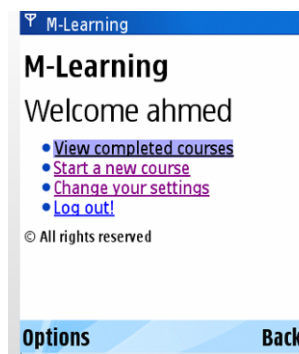 M-Learning
M-Learning
Welcome ahmed
View completed courses
Start a new course
Change your settings
Log out!
© All rights reserved
Options Back